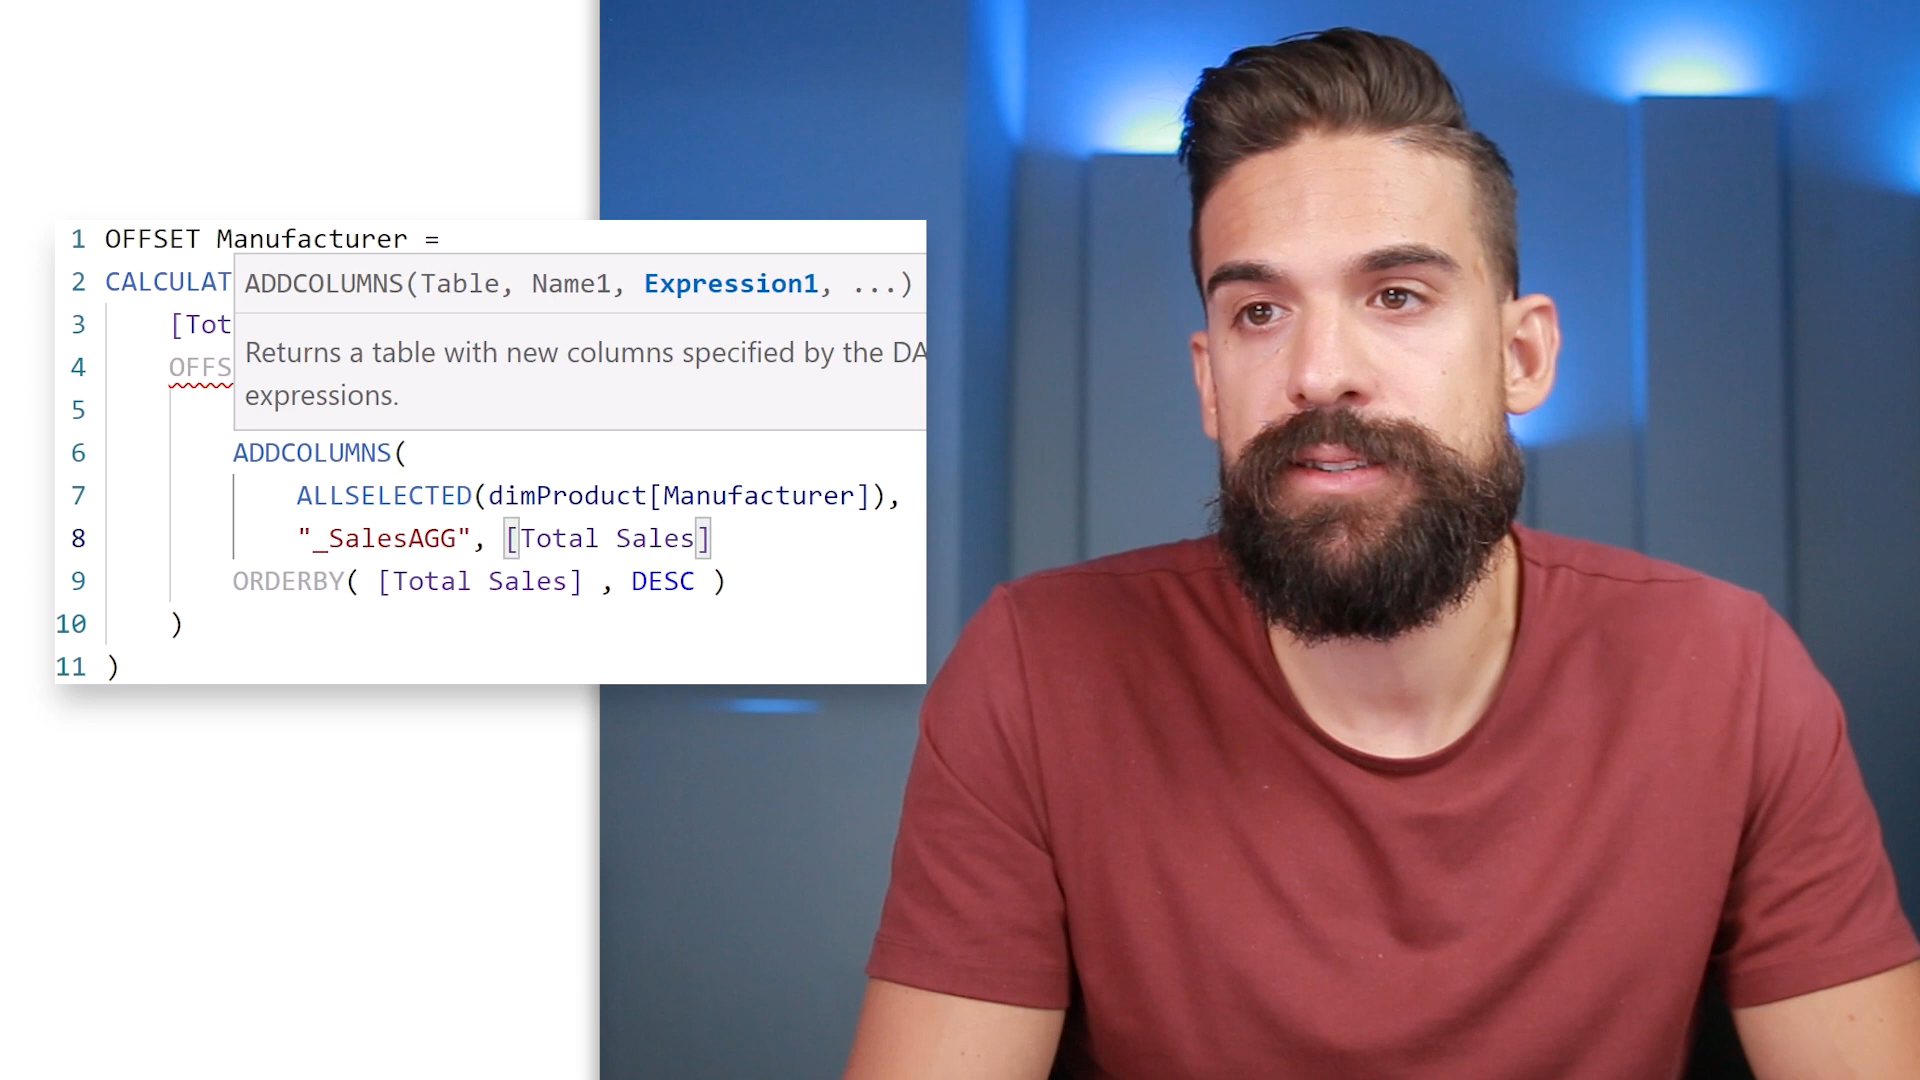 1 OFFSET Manufacturer =
2 CALCULAT
ADDCOLUMNS(Table, Name1, Expression1, ...)
3 [Tot
Returns a table with new columns specified by the DA
4 OFFS
expressions.
5
6 ADDCOLUMNS(
7 ALLSELECTED(dimProduct[Manufacturer]),
8 "_SalesAGG", [Total Sales]
9 ORDERBY( [Total Sales] , DESC )
10 )
11 )